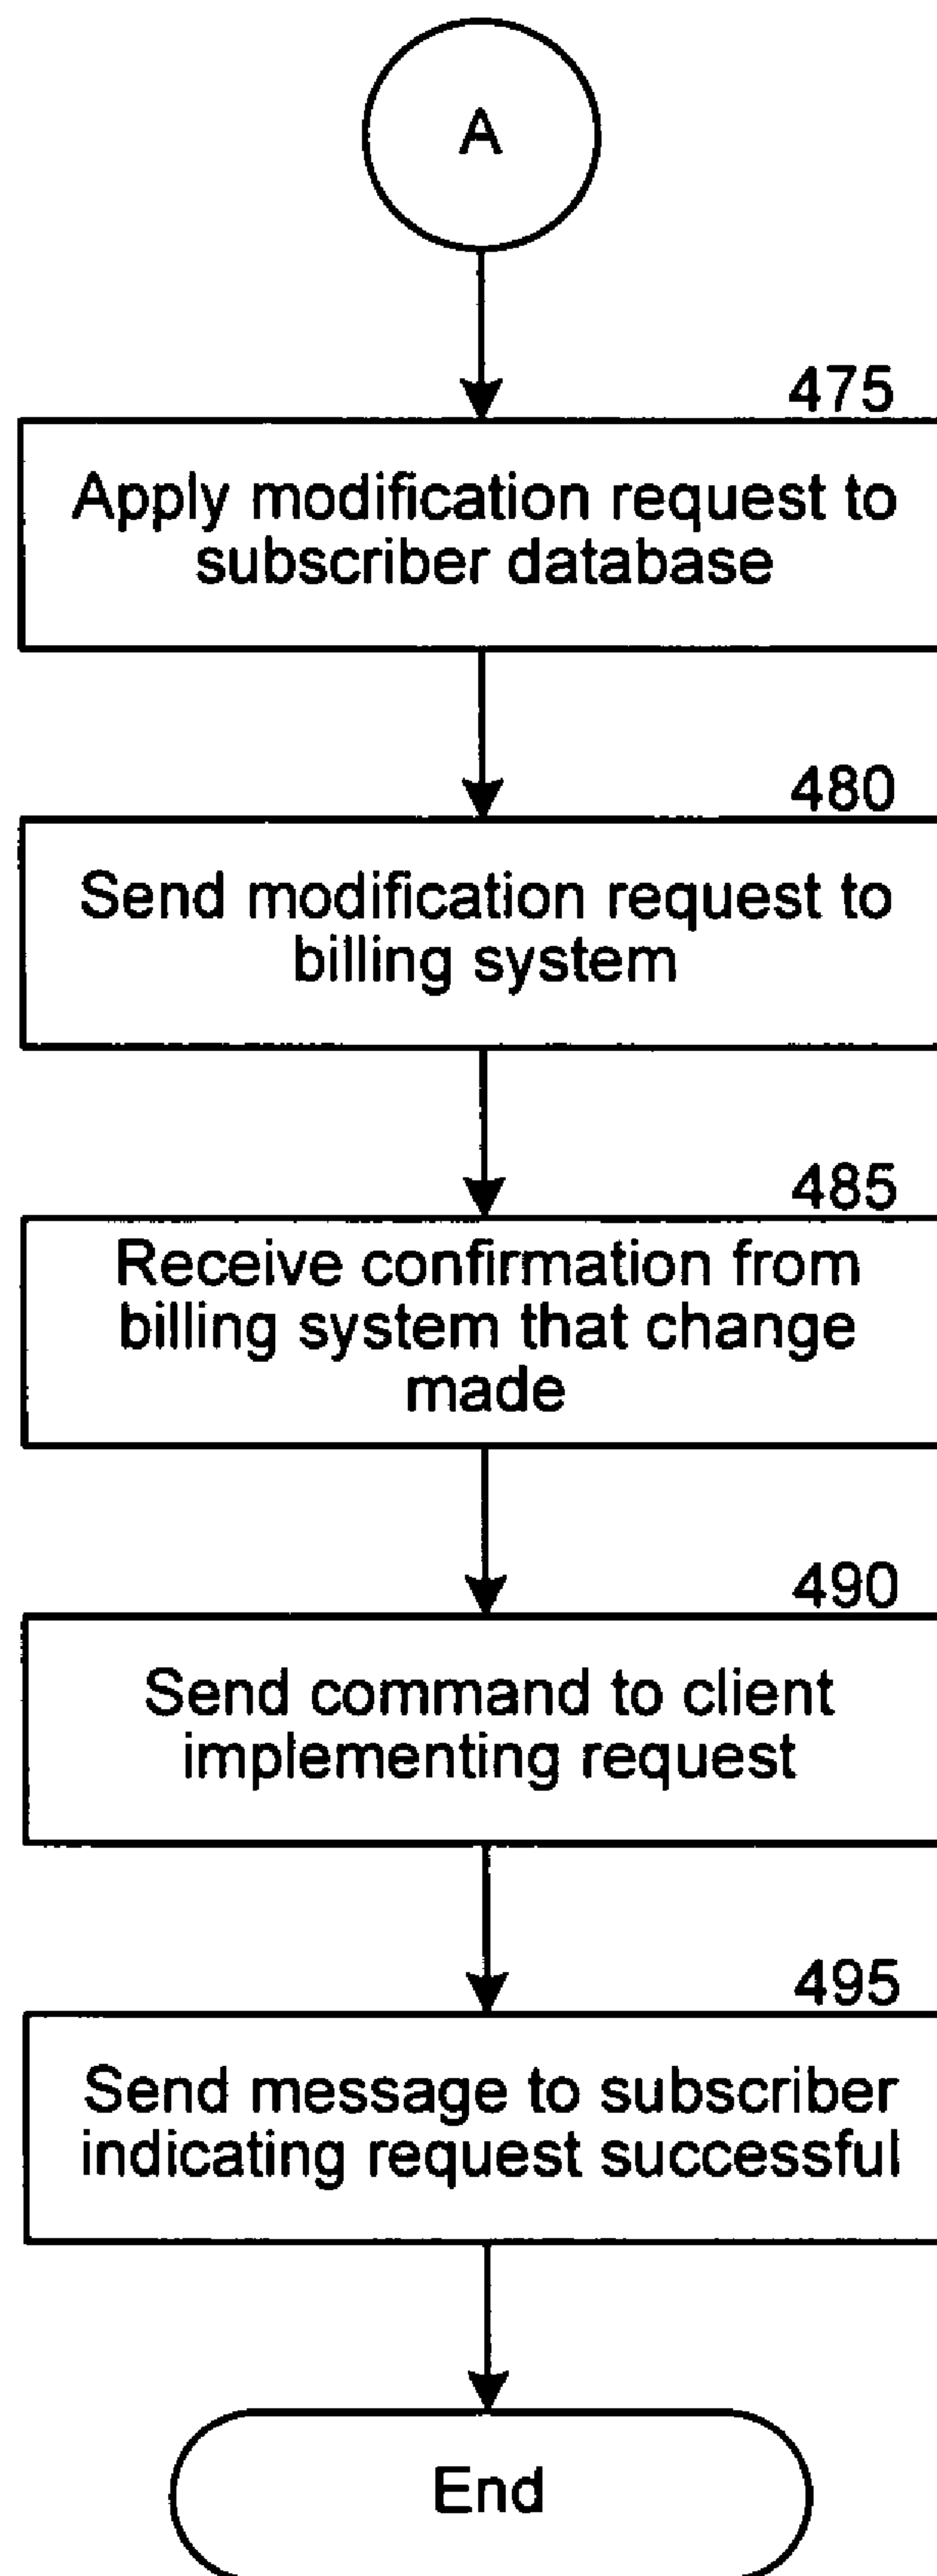 A
475
Apply modification request to
subscriber database
480
Send modification request to
billing system
485
Receive confirmation from
billing system that change
made
490
Send command to client
implementing request
495
Send message to subscriber
indicating request successful
End